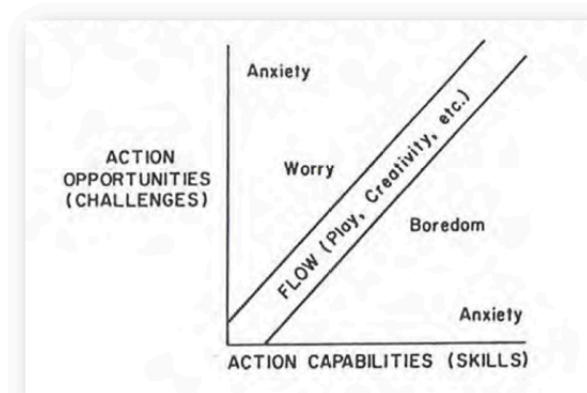 Anxiety
ACTION
OPPORTUNITIES
(CHALLENGES)
Worry
FLOW (Play, Creativity, etc.)
Boredom
Anxiety
ACTION CAPABILITIES (SKILLS)